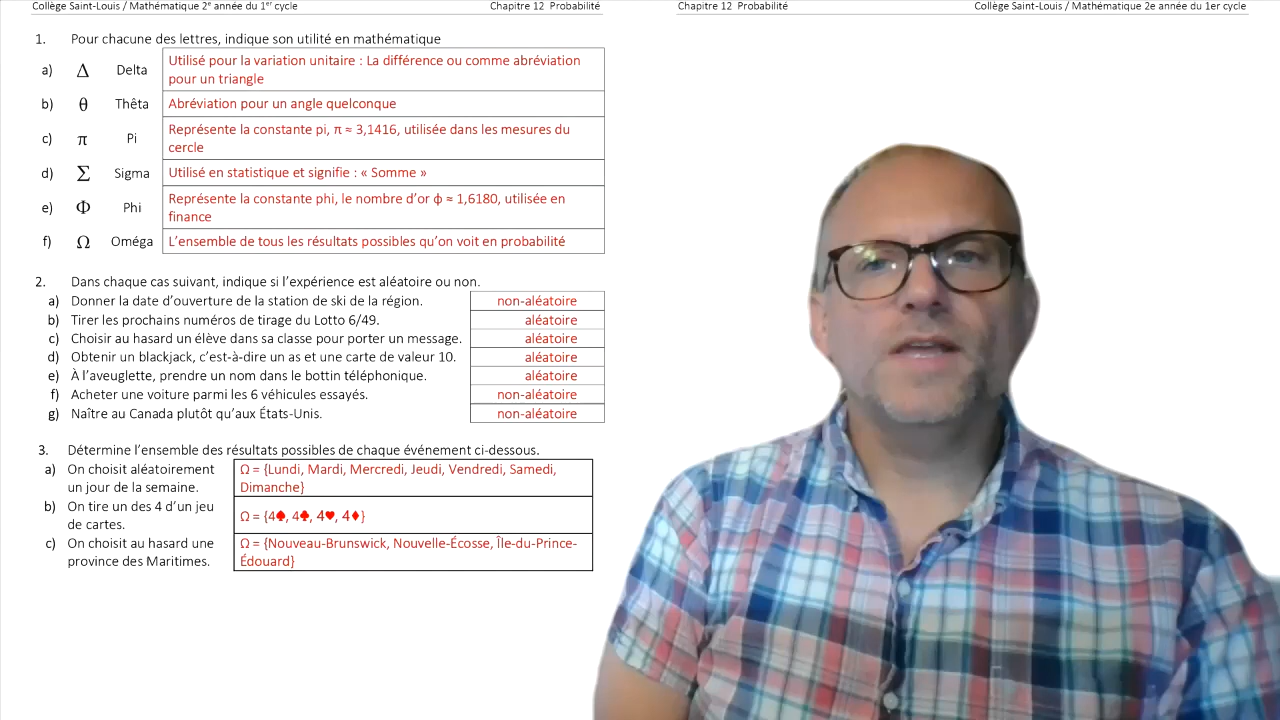 Collège Saint-Louis / Mathématique 2e année du 1er cycle Chapitre 12 Probabilité
1. Pour chacune des lettres, indique son utilité en mathématique
a) Δ Delta Utilisé pour la variation unitaire : La différence ou comme abréviation
pour un triangle
b) θ Thêta Abréviation pour un angle quelconque
c) π Pi Représente la constante pi, π ≈ 3,1416, utilisée dans les mesures du
cercle
d) Σ Sigma Utilisé en statistique et signifie : « Somme »
e) Φ Phi Représente la constante phi, le nombre d'or ϕ ≈ 1,6180, utilisée en
finance
f) Ω Oméga L'ensemble de tous les résultats possibles qu'on voit en probabilité
2. Dans chaque cas suivant, indique si l'expérience est aléatoire ou non.
a) Donner la date d'ouverture de la station de ski de la région. non-aléatoire
b) Tirer les prochains numéros de tirage du Lotto 6/49. aléatoire
c) Choisir au hasard un élève dans sa classe pour porter un message. aléatoire
d) Obtenir un blackjack, c'est-à-dire un as et une carte de valeur 10. aléatoire
e) À l'aveuglette, prendre un nom dans le bottin téléphonique. aléatoire
f) Acheter une voiture parmi les 6 véhicules essayés. non-aléatoire
g) Naître au Canada plutôt qu'aux États-Unis. non-aléatoire
3. Détermine l'ensemble des résultats possibles de chaque événement ci-dessous.
a) On choisit aléatoirement
un jour de la semaine.
Ω = {Lundi, Mardi, Mercredi, Jeudi, Vendredi, Samedi,
Dimanche}
b) On tire un des 4 d'un jeu
de cartes.
Ω = {4♠, 4♣, 4♥, 4♦}
c) On choisit au hasard une
province des Maritimes.
Ω = {Nouveau-Brunswick, Nouvelle-Écosse, Île-du-Prince-
Édouard}
Chapitre 12 Probabilité Collège Saint-Louis / Mathématique 2e année du 1er cycle